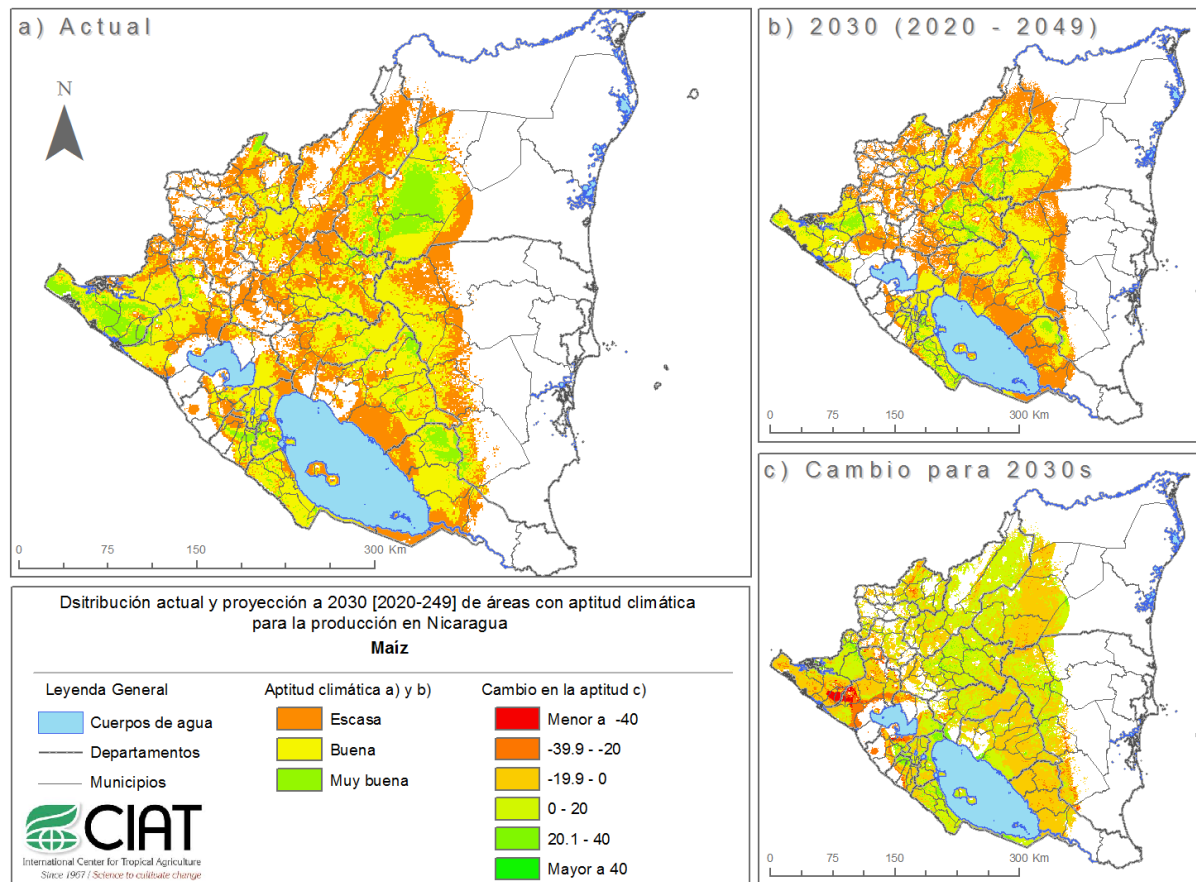 a) Actual
N
0 75 150 300 Km
b) 2030 (2020 - 2049)
0 75 150 300 Km
c) Cambio para 2030s
0 75 150 300 Km
Dsitribución actual y proyección a 2030 [2020-249] de áreas con aptitud climática
para la producción en Nicaragua
Maíz
Leyenda General
Cuerpos de agua
Departamentos
Municipios
Aptitud climática a) y b)
Escasa
Buena
Muy buena
Cambio en la aptitud c)
Menor a -40
-39.9 - -20
-19.9 - 0
0 - 20
20.1 - 40
Mayor a 40
CIAT
International Center for Tropical Agriculture
Since 1967 / Science to cultivate change